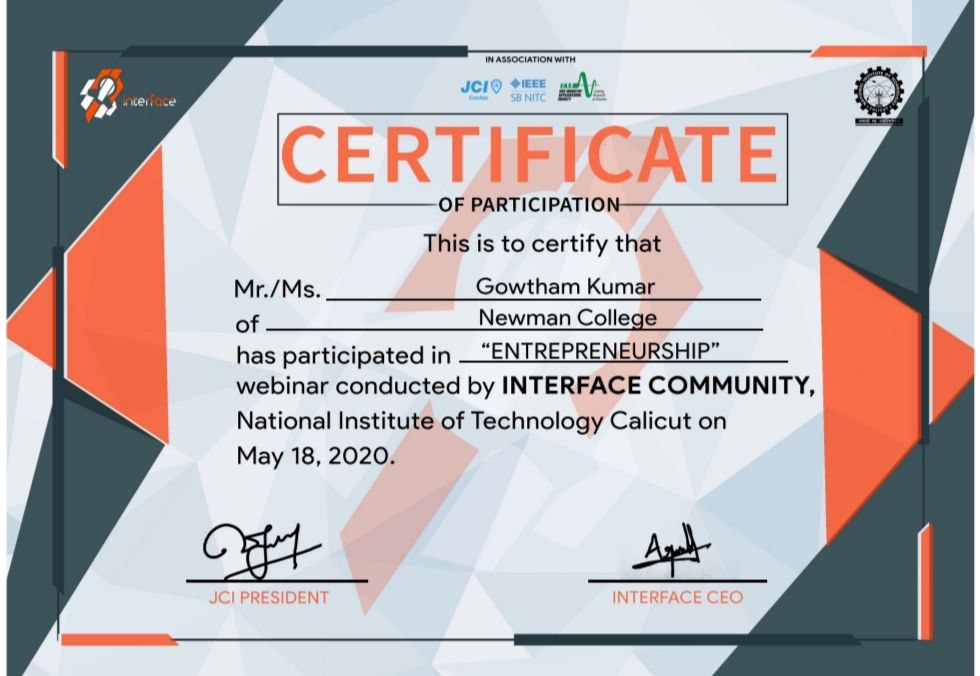 IN ASSOCIATION WITH
interface
JCI
Cochin
IEEE
SB NITC
IAS
CERTIFICATE
OF PARTICIPATION
This is to certify that
Mr./Ms. Gowtham Kumar
of Newman College
has participated in “ENTREPRENEURSHIP”
webinar conducted by INTERFACE COMMUNITY,
National Institute of Technology Calicut on
May 18, 2020.
JCI PRESIDENT
INTERFACE CEO